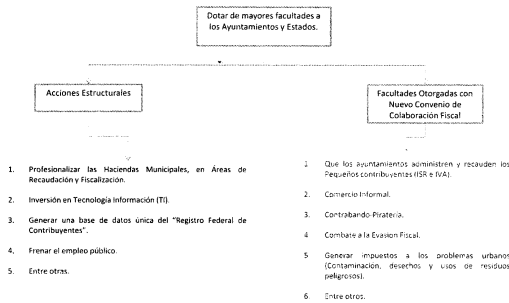 Dotar de mayores facultades a
los Ayuntamientos y Estados.
Acciones Estructurales
Facultades Otorgadas con
Nuevo Convenio de
Colaboración Fiscal
1. Profesionalizar las Haciendas Municipales, en Áreas de
Recaudación y Fiscalización.
2. Inversión en Tecnología Información (TI).
3. Generar una base de datos única del "Registro Federal de
Contribuyentes".
4. Frenar el empleo público.
5. Entre otras.
1 Que los ayuntamientos administren y recauden los
Pequeños contribuyentes (ISR e IVA).
2. Comercio Informal.
3. Contrabando-Piratería.
4 Combate a la Evasion Fiscal.
5 Generar impuestos a los problemas urbanos
(Contaminación, desechos y usos de residuos
peligrosos).
6. Entre otros.